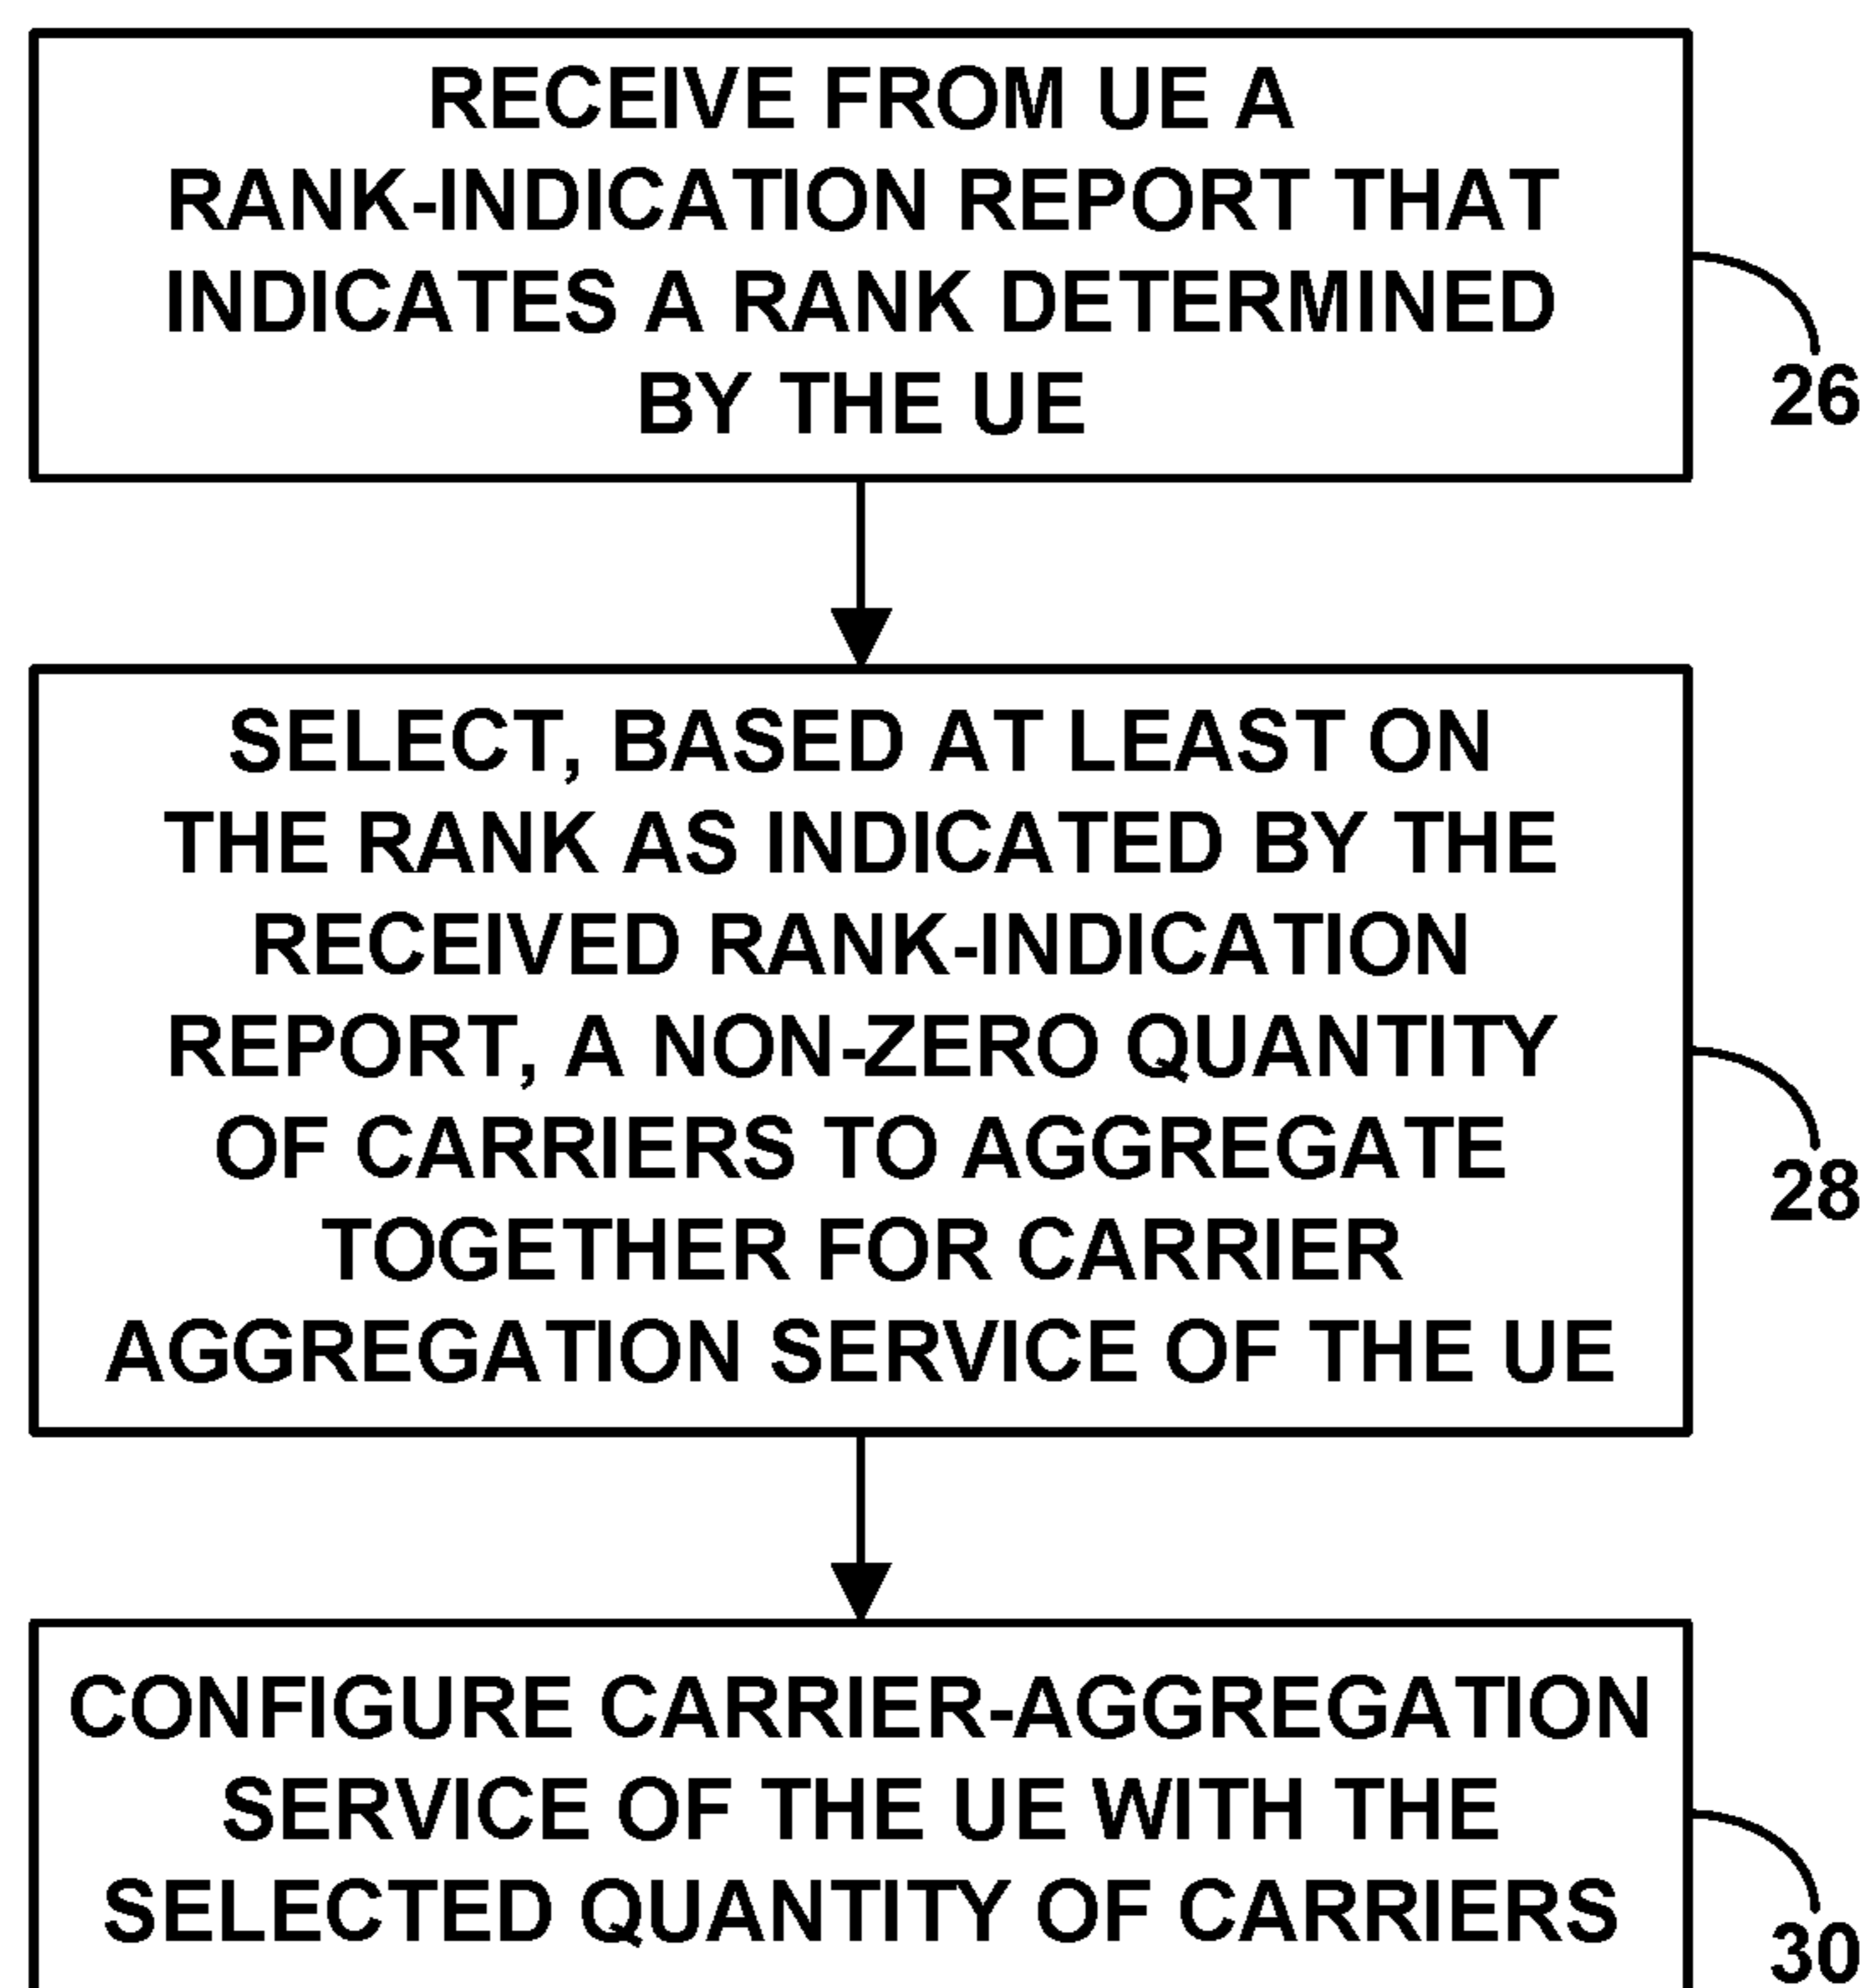 RECEIVE FROM UE A
RANK-INDICATION REPORT THAT
INDICATES A RANK DETERMINED
BY THE UE
26
SELECT, BASED AT LEAST ON
THE RANK AS INDICATED BY THE
RECEIVED RANK-INDICATION
REPORT, A NON-ZERO QUANTITY
OF CARRIERS TO AGGREGATE
TOGETHER FOR CARRIER
AGGREGATION SERVICE OF THE UE
28
CONFIGURE CARRIER-AGGREGATION
SERVICE OF THE UE WITH THE
SELECTED QUANTITY OF CARRIERS
30